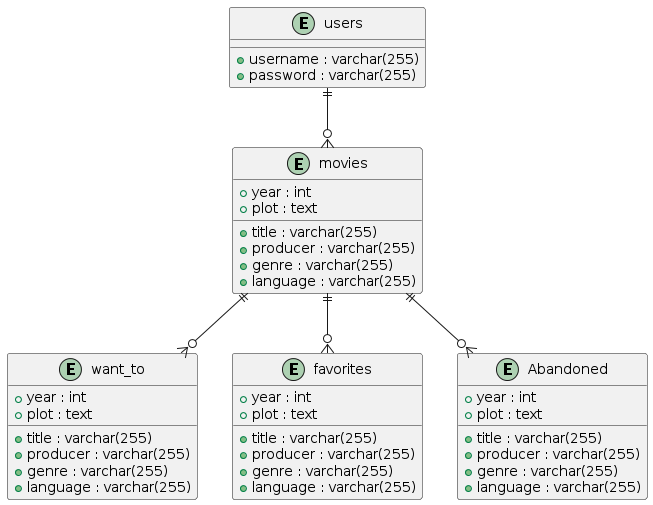 E users
username : varchar(255)
password : varchar(255)
E movies
year : int
plot : text
title : varchar(255)
producer : varchar(255)
genre : varchar(255)
language : varchar(255)
E want_to
year : int
plot : text
title : varchar(255)
producer : varchar(255)
genre : varchar(255)
language : varchar(255)
E favorites
year : int
plot : text
title : varchar(255)
producer : varchar(255)
genre : varchar(255)
language : varchar(255)
E Abandoned
year : int
plot : text
title : varchar(255)
producer : varchar(255)
genre : varchar(255)
language : varchar(255)